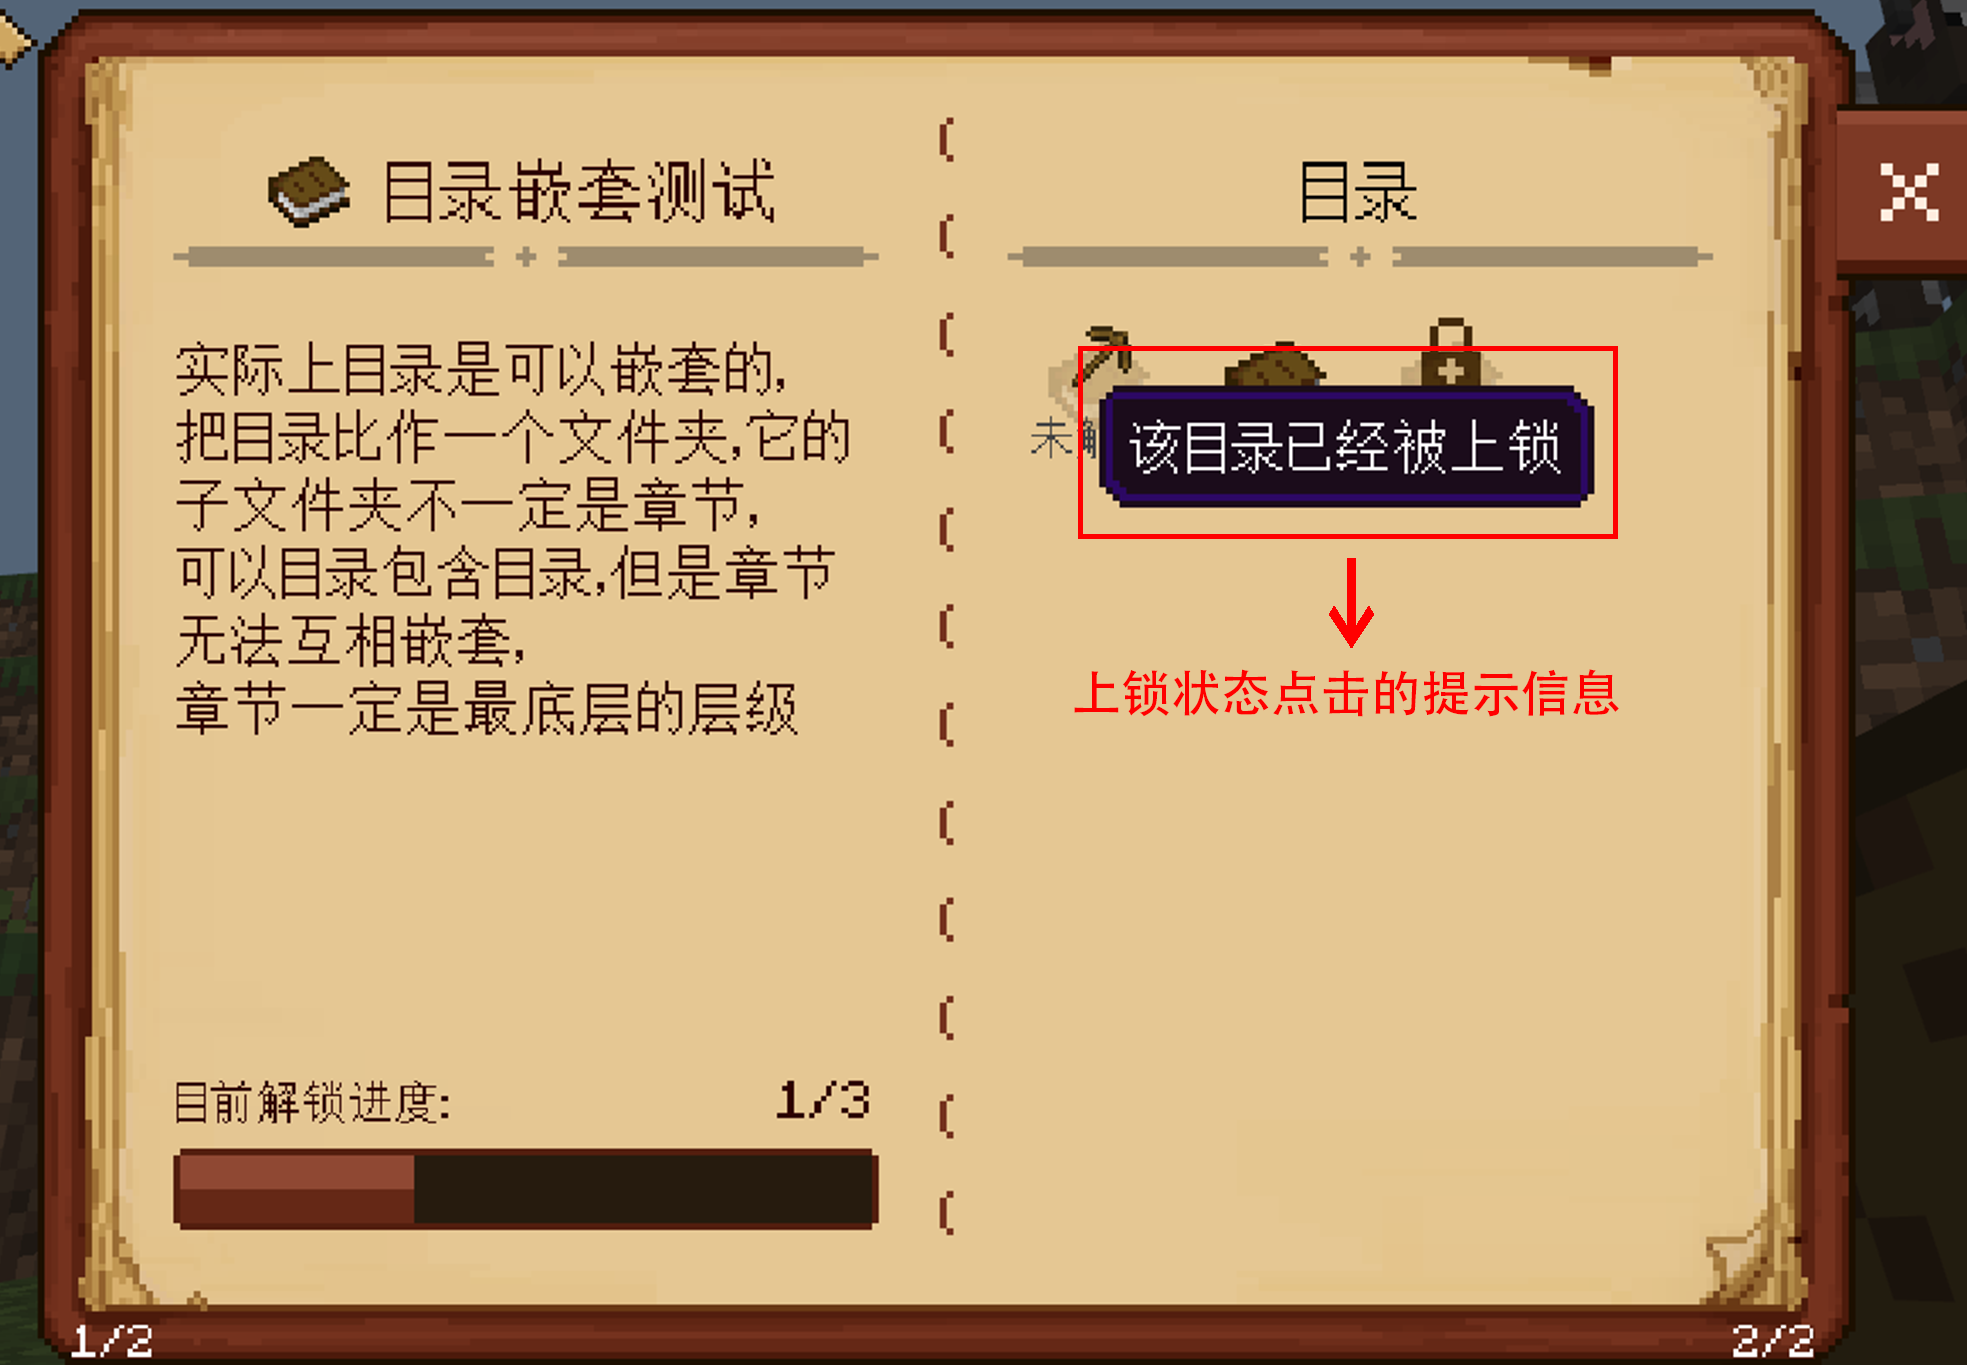 目录嵌套测试
实际上目录是可以嵌套的,
把目录比作一个文件夹,它的
子文件夹不一定是章节,
可以目录包含目录,但是章节
无法互相嵌套,
章节一定是最底层的层级
目前解锁进度: 1/3
1/2
目录
未
该目录已经被上锁
上锁状态点击的提示信息
2/2